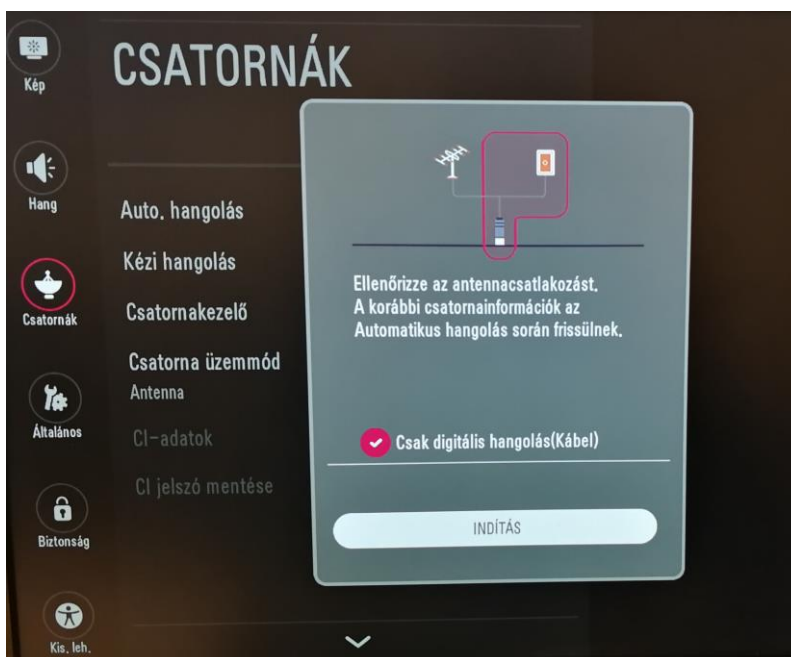 CSATORNÁK
Kép
Hang
Csatornák
Általános
Biztonság
Kis. leh.
Auto. hangolás
Kézi hangolás
Csatornakezelő
Csatorna üzemmód
Antenna
CI-adatok
CI jelszó mentése
Ellenőrizze az antennacsatlakozást.
A korábbi csatornainformációk az
Automatikus hangolás során frissülnek.
Csak digitális hangolás(Kábel)
INDÍTÁS